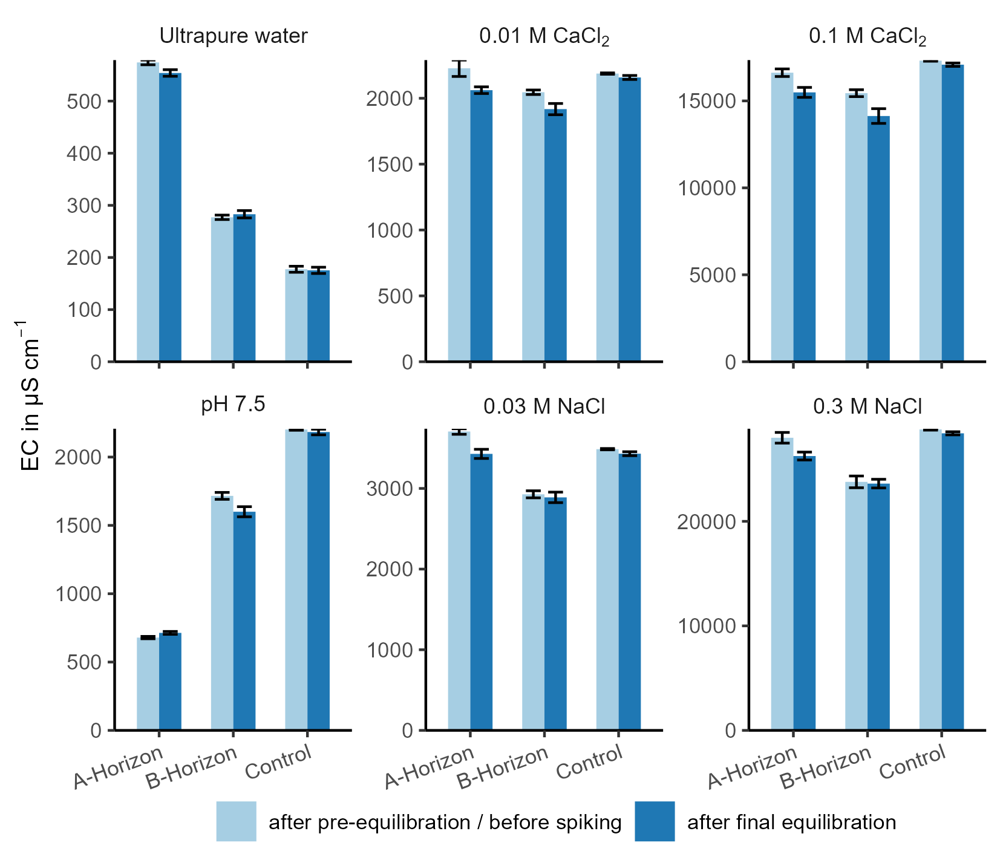 Ultrapure water
0.01 M CaCl₂
0.1 M CaCl₂
500
400
300
200
100
0
2000
1500
1000
500
0
15000
10000
5000
0
EC in µS cm⁻¹
pH 7.5
0.03 M NaCl
0.3 M NaCl
2000
1500
1000
500
0
3000
2000
1000
0
20000
10000
0
A-Horizon
B-Horizon
Control
A-Horizon
B-Horizon
Control
A-Horizon
B-Horizon
Control
after pre-equilibration / before spiking
after final equilibration